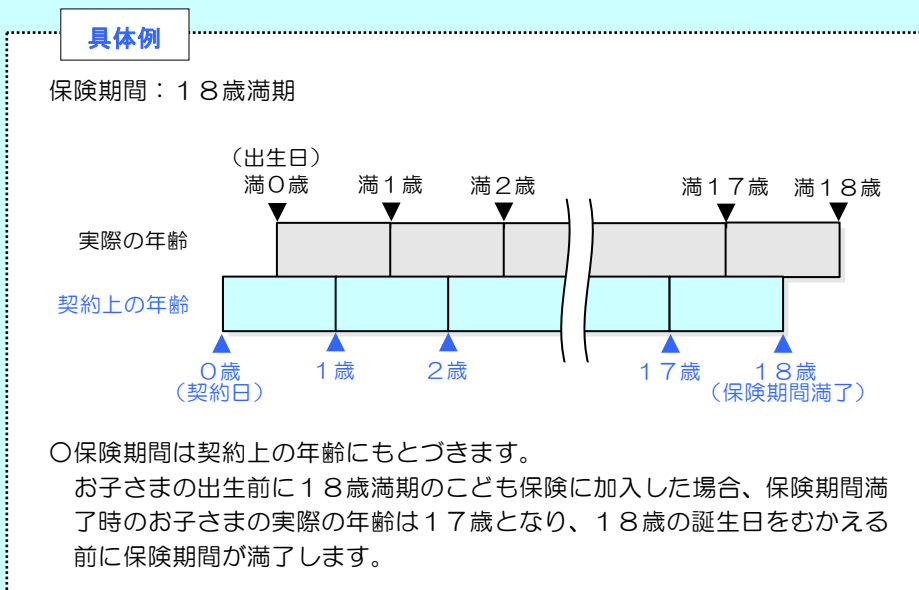 具体例
保険期間：１８歳満期
（出生日）
満０歳　満１歳　満２歳　満１７歳　満１８歳
実際の年齢
契約上の年齢
０歳　１歳　２歳　１７歳　１８歳
（契約日）　（保険期間満了）
〇保険期間は契約上の年齢にもとづきます。
お子さまの出生前に１８歳満期のこども保険に加入した場合、保険期間満
了時のお子さまの実際の年齢は１７歳となり、１８歳の誕生日をむかえる
前に保険期間が満了します。